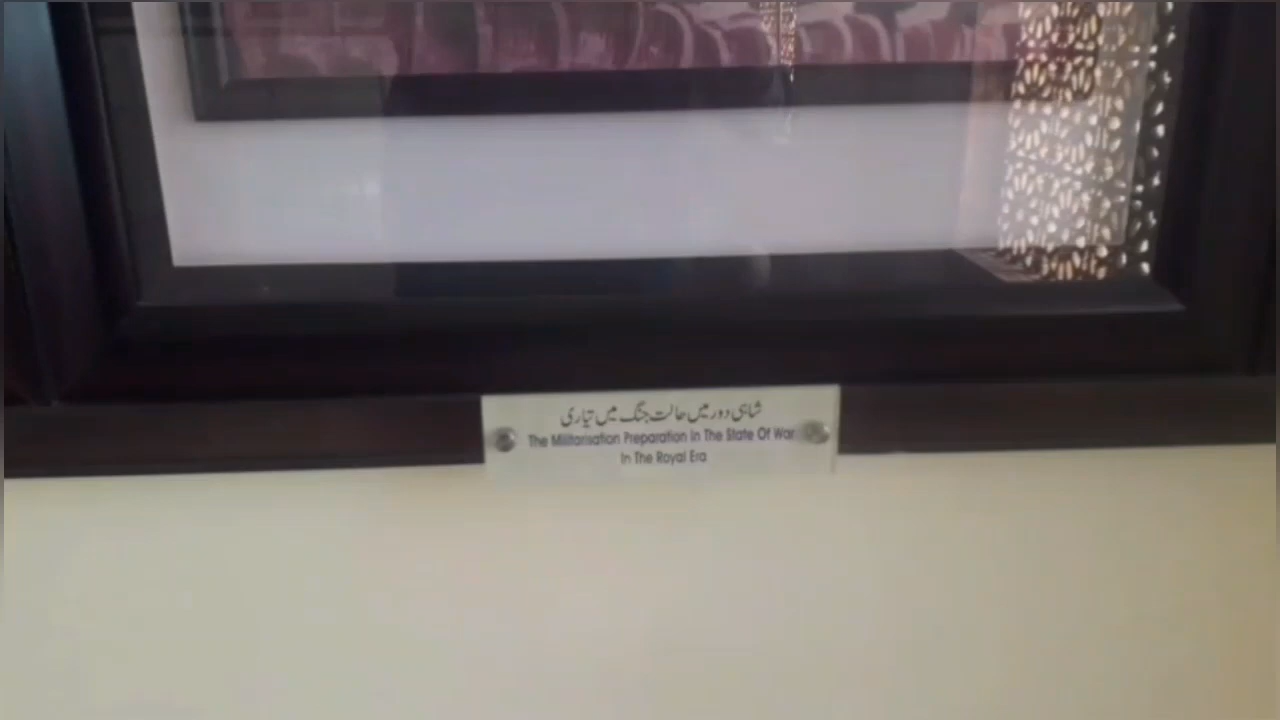 شاہی دور میں حالت جنگ میں تیاری
The Militarisation Preparation In The State Of War
In The Royal Era